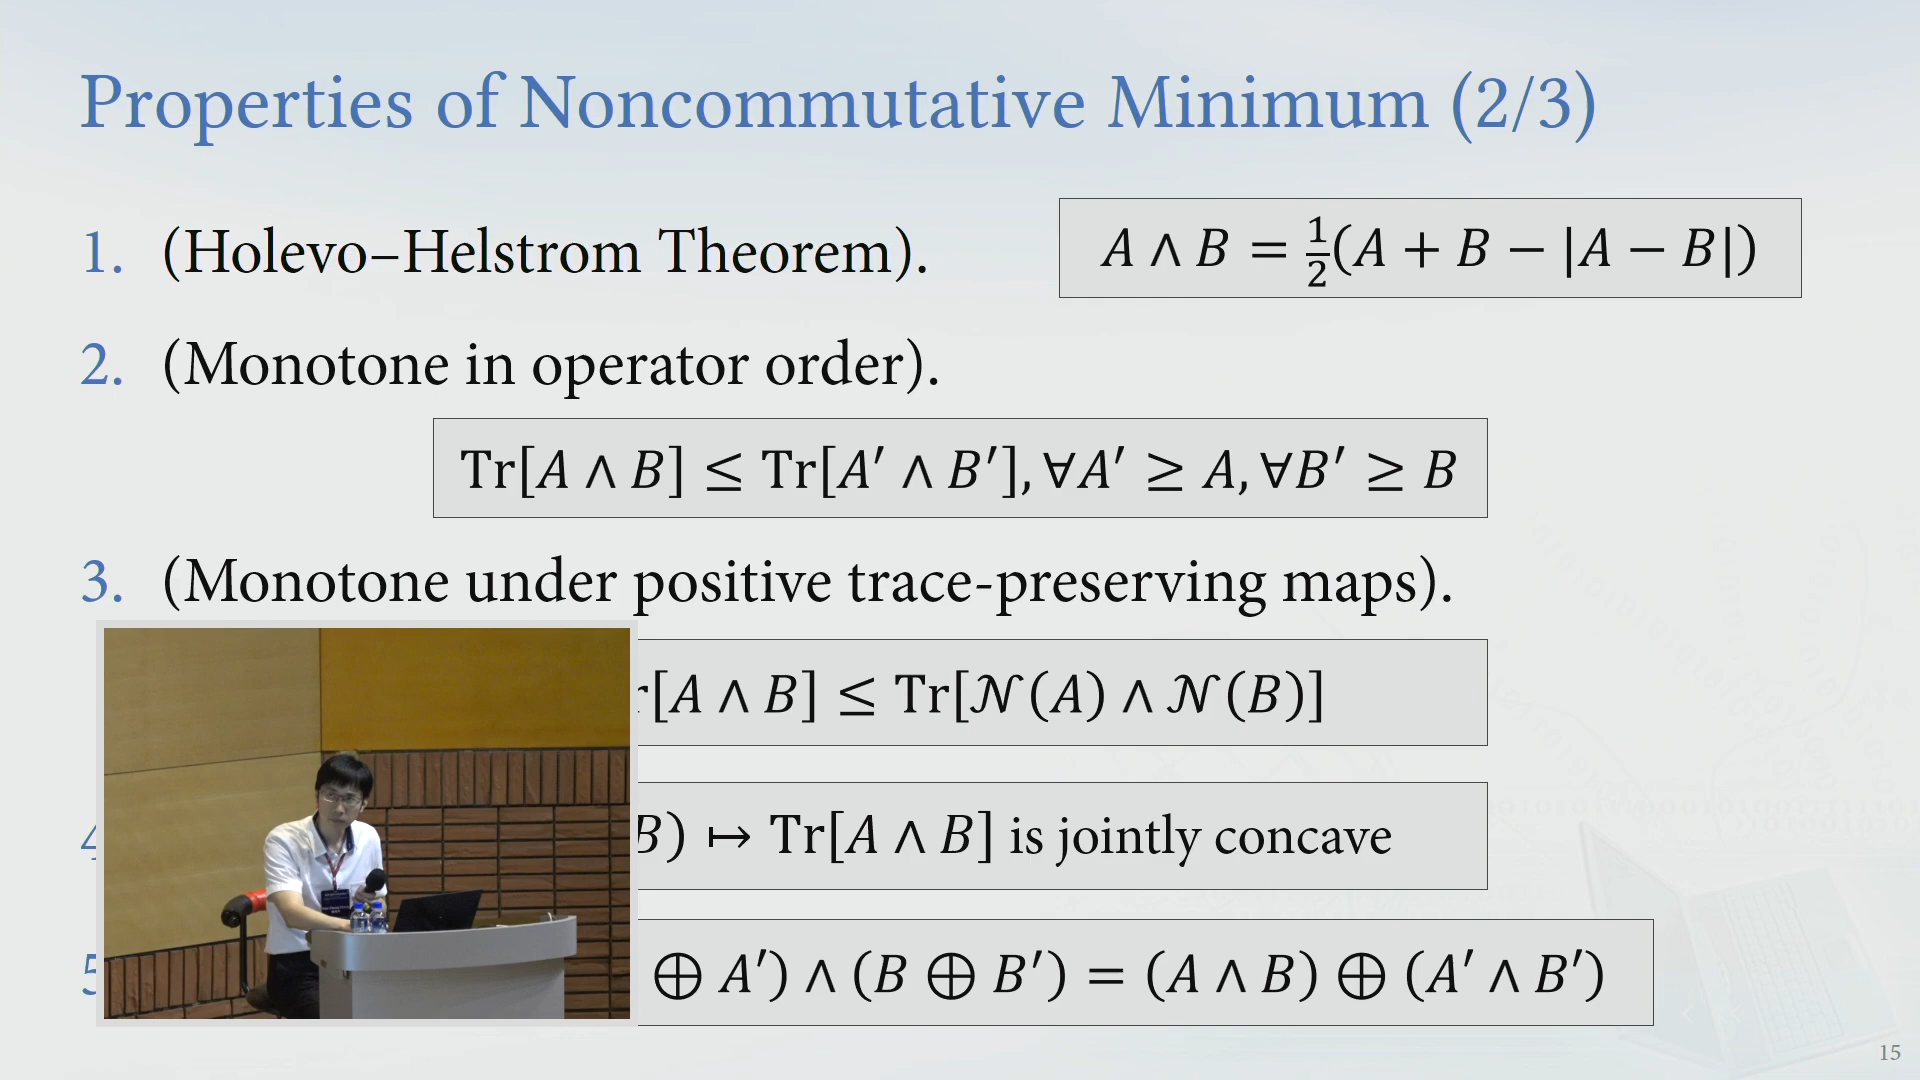 Properties of Noncommutative Minimum (2/3)
1. (Holevo–Helstrom Theorem).
A ∧ B = ½(A + B − |A − B|)
2. (Monotone in operator order).
Tr[A ∧ B] ≤ Tr[A′ ∧ B′], ∀A′ ≥ A, ∀B′ ≥ B
3. (Monotone under positive trace-preserving maps).
[A ∧ B] ≤ Tr[𝒩(A) ∧ 𝒩(B)]
B) ↦ Tr[A ∧ B] is jointly concave
⊕ A′) ∧ (B ⊕ B′) = (A ∧ B) ⊕ (A′ ∧ B′)
15